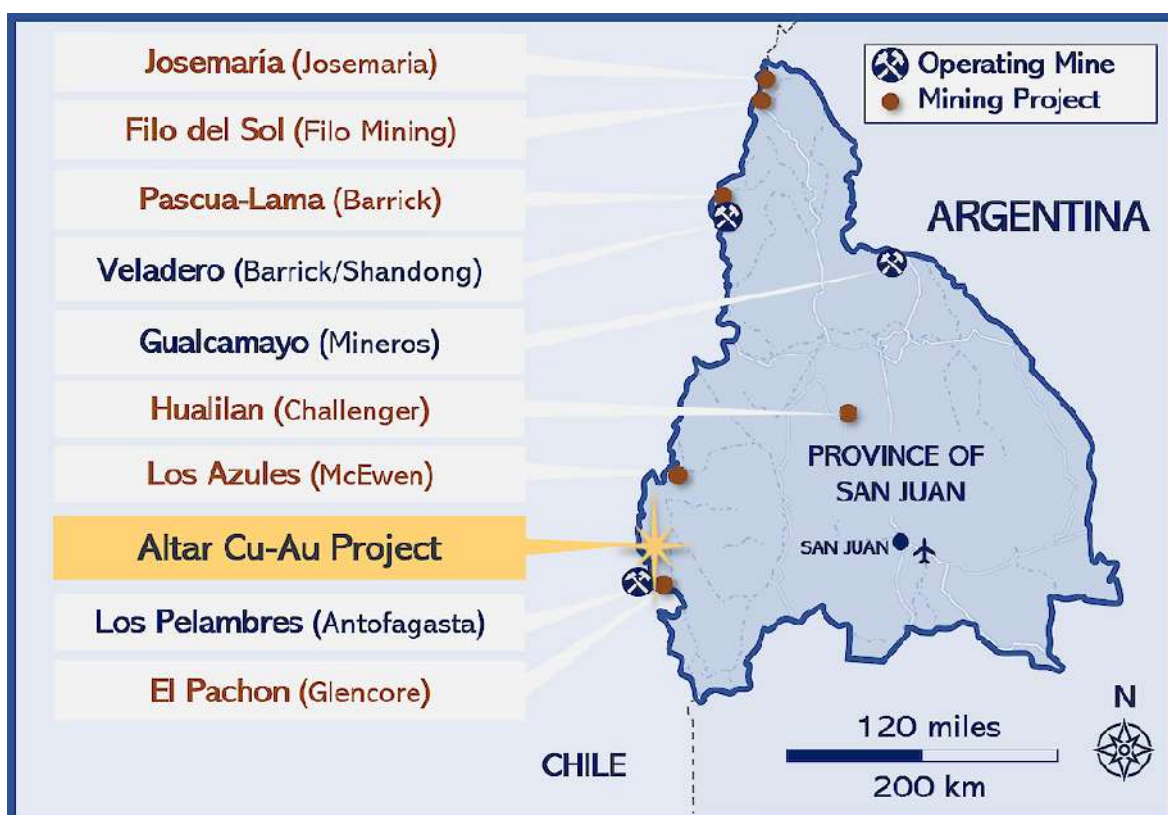 Josemaría (Josemaria)
Filo del Sol (Filo Mining)
Pascua-Lama (Barrick)
Veladero (Barrick/Shandong)
Gualcamayo (Mineros)
Hualilan (Challenger)
Los Azules (McEwen)
Altar Cu-Au Project
Los Pelambres (Antofagasta)
El Pachon (Glencore)
Operating Mine
Mining Project
ARGENTINA
PROVINCE OF
SAN JUAN
SAN JUAN
CHILE
120 miles
200 km
N